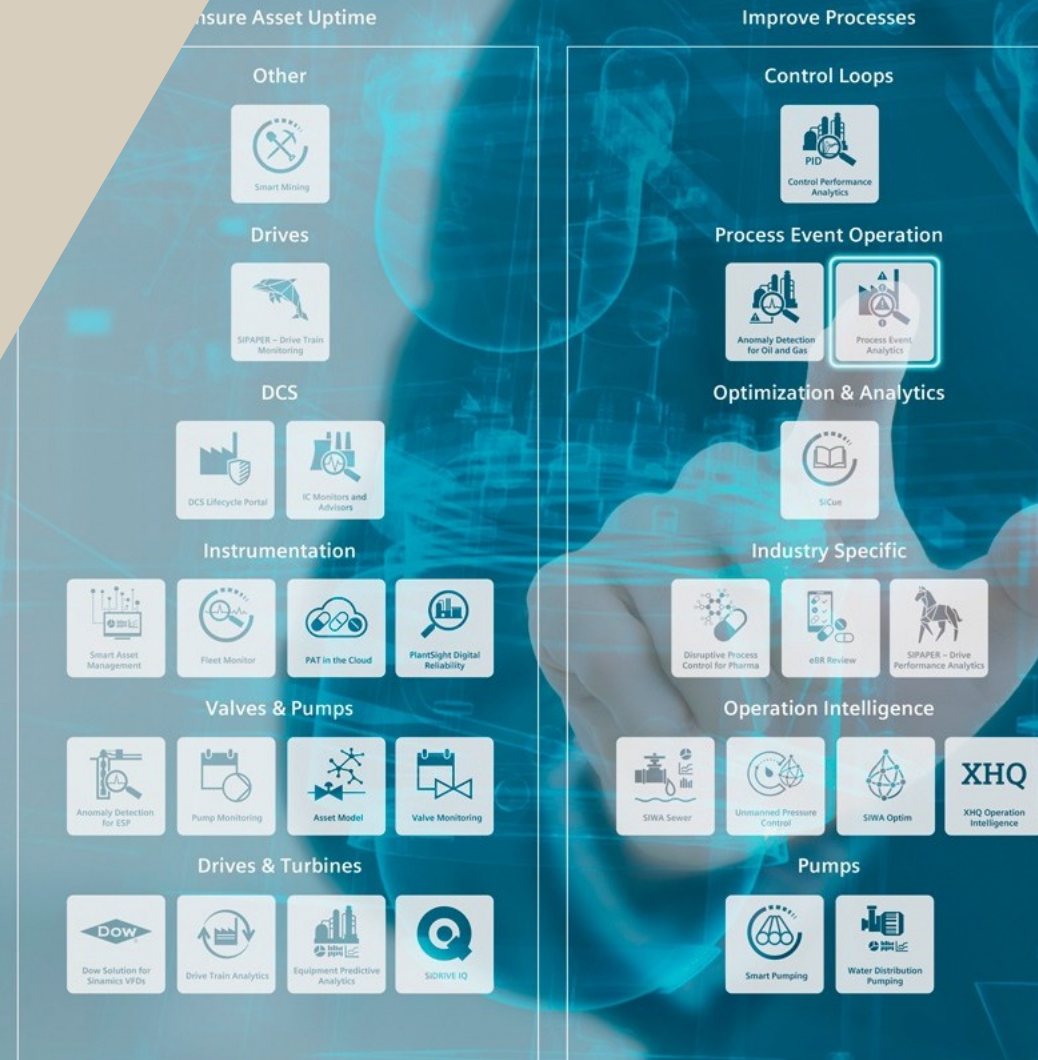 nsure Asset Uptime
Other
Smart Mining
Drives
SIPAPER – Drive Train
Monitoring
DCS
DCS Lifecycle Portal
IC Monitors and
Advisors
Instrumentation
Smart Asset
Management
Fleet Monitor
PAT in the Cloud
PlantSight Digital
Reliability
Valves & Pumps
Anomaly Detection
for ESP
Pump Monitoring
Asset Model
Valve Monitoring
Drives & Turbines
DOW
Dow Solution for
Sinamics VFDs
Drive Train Analytics
Equipment Predictive
Analytics
SiDRIVE IQ
Improve Processes
Control Loops
PID
Control Performance
Analytics
Process Event Operation
Anomaly Detection
for Oil and Gas
Process Event
Analytics
Optimization & Analytics
SiCue
Industry Specific
Disruptive Process
Control for Pharma
eBR Review
SIPAPER – Drive
Performance Analytics
Operation Intelligence
SIWA Sewer
Unmanned Pressure
Control
SIWA Optim
XHQ
XHQ Operation
Intelligence
Pumps
Smart Pumping
Water Distribution
Pumping